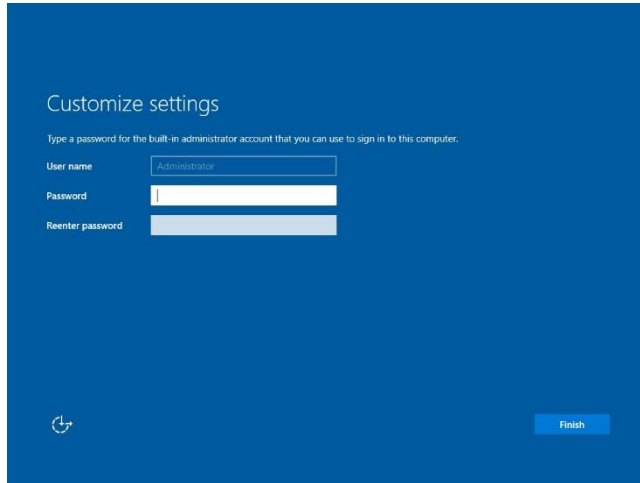 Customize settings
Type a password for the built-in administrator account that you can use to sign in to this computer.
User name Administrator
Password
Reenter password
Finish